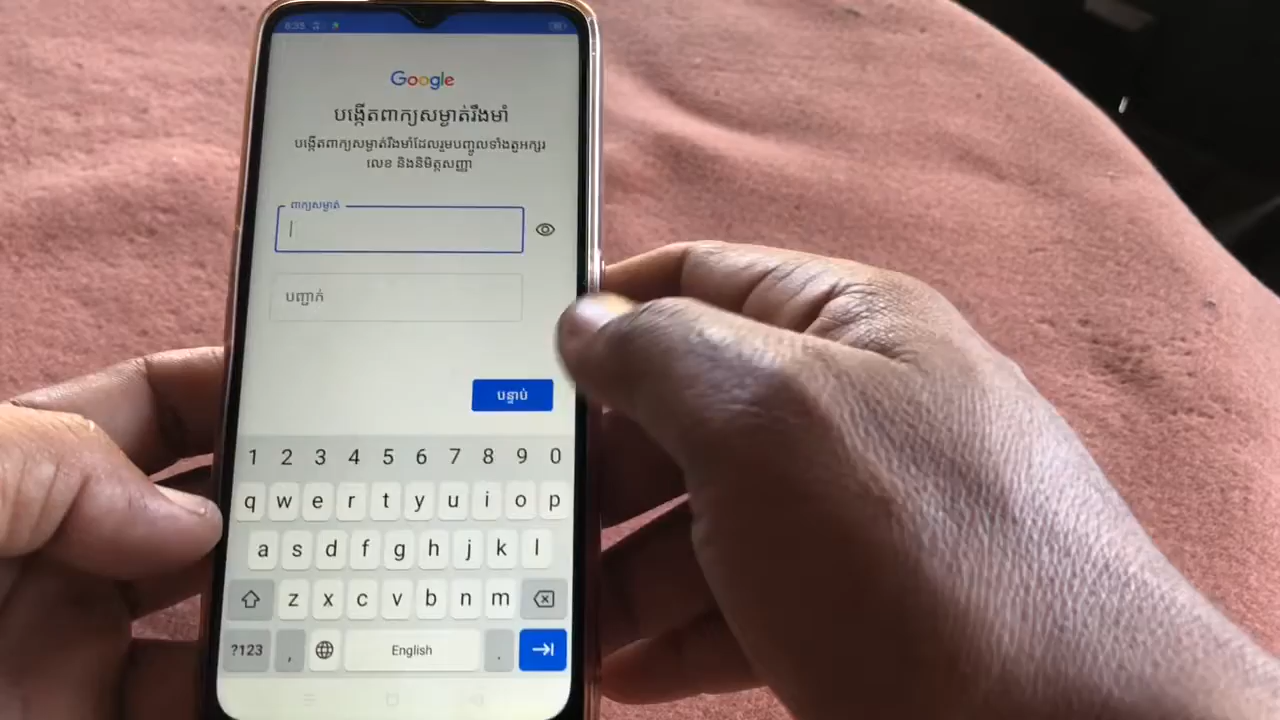 8:35
Google
បង្កើតពាក្យសម្ងាត់រឹងមាំ
បង្កើតពាក្យសម្ងាត់រឹងមាំដែលរួមបញ្ចូលទាំងតួអក្សរ
លេខ និងនិមិត្តសញ្ញា
ពាក្យសម្ងាត់
បញ្ជាក់
បន្ទាប់
1 2 3 4 5 6 7 8 9 0
q w e r t y u i o p
a s d f g h j k l
z x c v b n m
?123 , English .